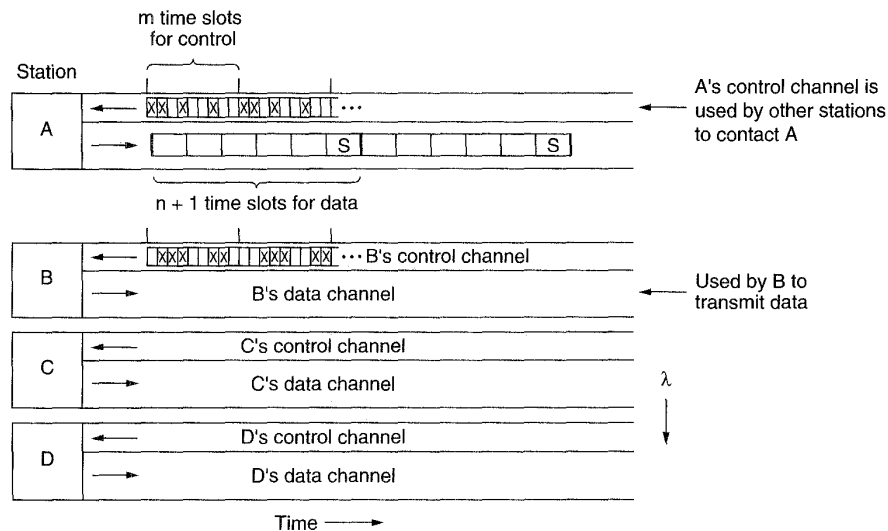 m time slots
for control
Station
A
...
A's control channel is
used by other stations
to contact A
S
S
n + 1 time slots for data
B
...B's control channel
B's data channel
Used by B to
transmit data
C
C's control channel
C's data channel
λ
D
D's control channel
D's data channel
Time